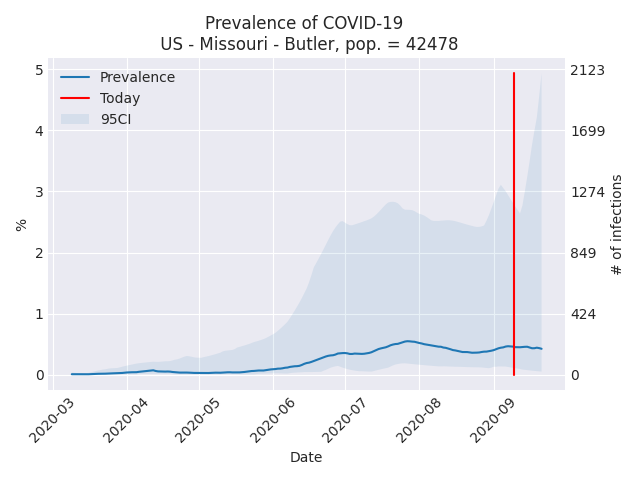 Prevalence of COVID-19
US - Missouri - Butler, pop. = 42478
Prevalence
Today
95CI
5
4
3
2
1
0
%
2123
1699
1274
849
424
0
# of infections
2020-03
2020-04
2020-05
2020-06
2020-07
2020-08
2020-09
Date